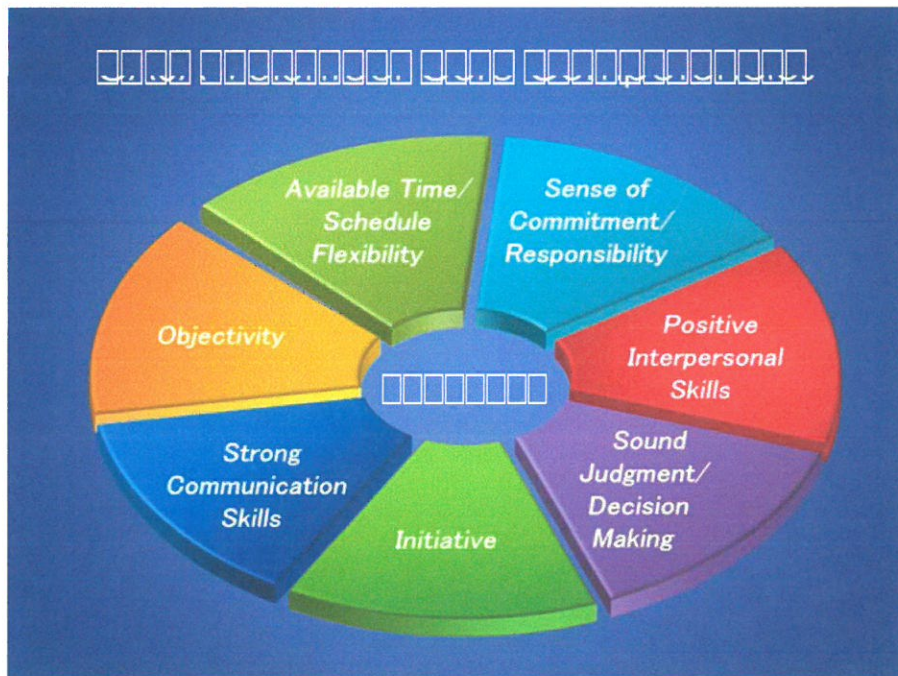 Available Time/
Schedule
Flexibility
Sense of
Commitment/
Responsibility
Objectivity
Positive
Interpersonal
Skills
Strong
Communication
Skills
Sound
Judgment/
Decision
Making
Initiative